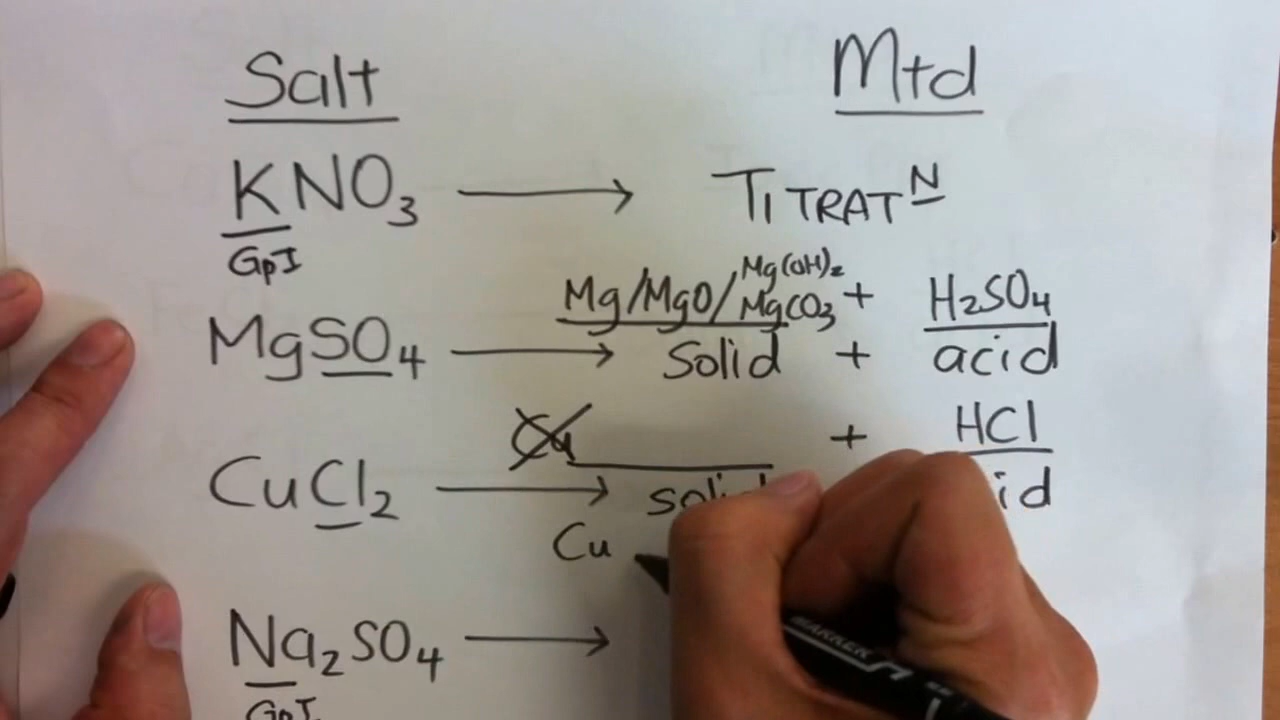 Salt Mtd
KNO3 → TITRATN
GpI
Mg/MgO/ Mg(OH)2 MgCO3 + H2SO4
MgSO4 → Solid + acid
Cu + HCl
CuCl2 →
Cu
Na2SO4 →
GpI